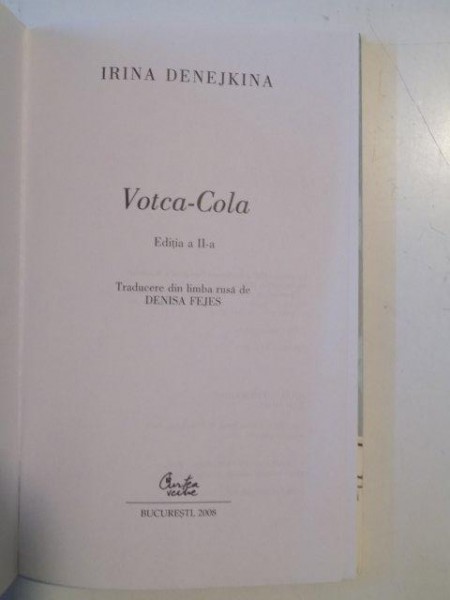 IRINA DENEJKINA
Votca-Cola
Ediția a II-a
Traducere din limba rusă de
DENISA FEJES
Curtea
veche
BUCUREȘTI, 2008